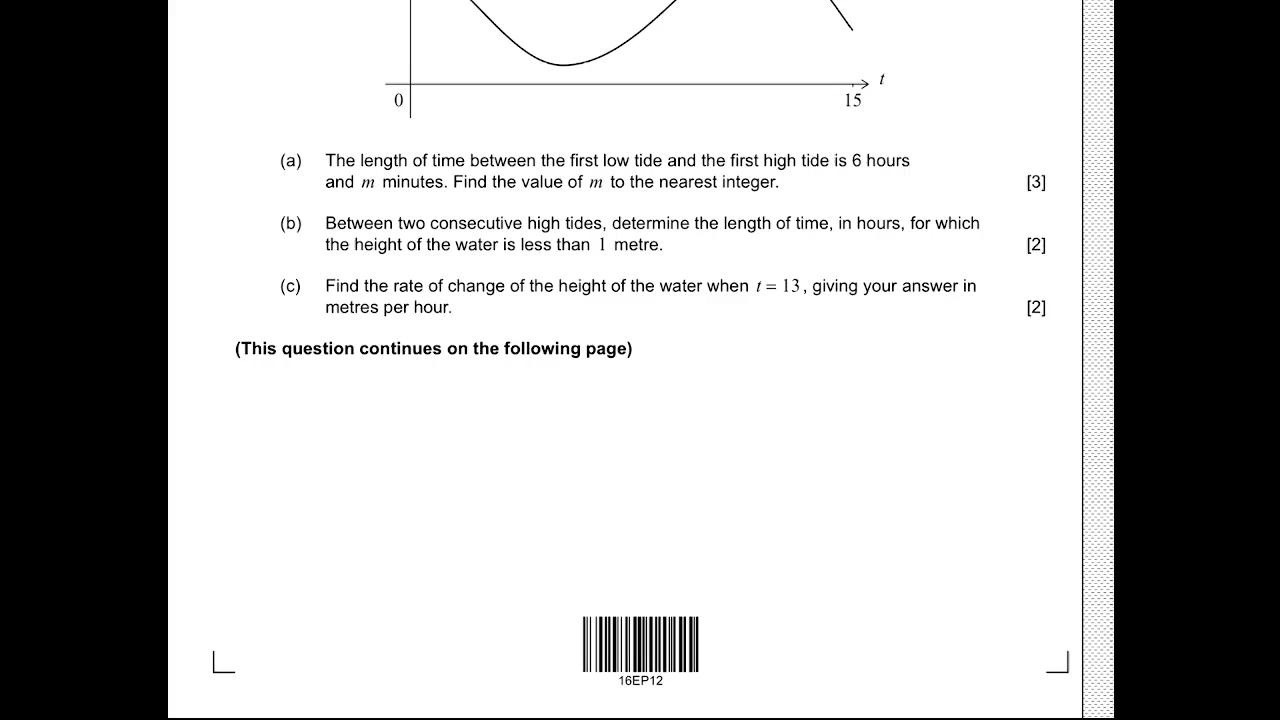 t
0
15
(a) The length of time between the first low tide and the first high tide is 6 hours
and m minutes. Find the value of m to the nearest integer. [3]
(b) Between two consecutive high tides, determine the length of time, in hours, for which
the height of the water is less than 1 metre. [2]
(c) Find the rate of change of the height of the water when t = 13, giving your answer in
metres per hour. [2]
(This question continues on the following page)
16EP12